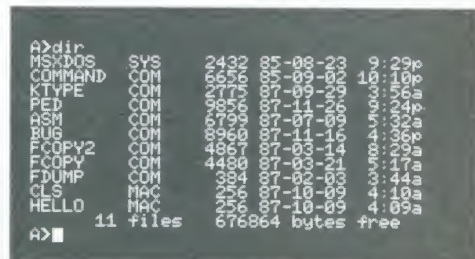 A>dir
MSXDOS SYS 2432 85-08-23 9:29p
COMMAND COM 6656 85-09-02 10:10p
KTYPE COM 2775 87-09-29 3:56a
PED COM 9856 87-11-26 9:24p
ASM COM 6799 87-07-09 5:32a
BUG COM 8960 87-11-16 4:36p
FCOPY2 COM 4867 87-03-14 8:29a
FCOPY COM 4480 87-03-21 5:17a
FDUMP COM 384 87-02-03 3:44a
CLS MAC 256 87-10-09 4:10a
HELLO MAC 256 87-10-09 4:09a
11 files 676864 bytes free
A>